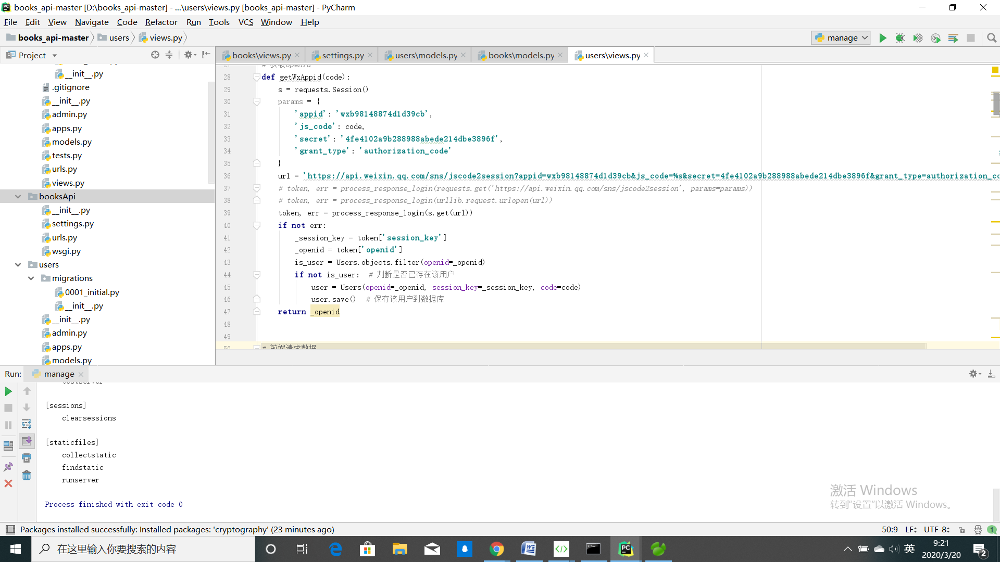 books_api-master [D:\books_api-master] - ...\users\views.py [books_api-master] - PyCharm
File Edit View Navigate Code Refactor Run Tools VCS Window Help
books_api-master users views.py manage
Project
books\views.py settings.py users\models.py books\models.py users\views.py
__init__.py
.gitignore
__init__.py
admin.py
apps.py
models.py
tests.py
urls.py
views.py
booksApi
__init__.py
settings.py
urls.py
wsgi.py
users
migrations
0001_initial.py
__init__.py
__init__.py
admin.py
apps.py
models.py
27 # 获取openid
28 def getWxAppid(code):
29 s = requests.Session()
30 params = {
31 'appid': 'wxb98148874d1d39cb',
32 'js_code': code,
33 'secret': '4fe4102a9b288988abede214dbe3896f',
34 'grant_type': 'authorization_code'
35 }
36 url = 'https://api.weixin.qq.com/sns/jscode2session?appid=wxb98148874d1d39cb&js_code=%s&secret=4fe4102a9b288988abede214dbe3896f&grant_type=authorization_co
37 # token, err = process_response_login(requests.get('https://api.weixin.qq.com/sns/jscode2session', params=params))
38 # token, err = process_response_login(urllib.request.urlopen(url))
39 token, err = process_response_login(s.get(url))
40 if not err:
41 _session_key = token['session_key']
42 _openid = token['openid']
43 is_user = Users.objects.filter(openid=_openid)
44 if not is_user: # 判断是否已存在该用户
45 user = Users(openid=_openid, session_key=_session_key, code=code)
46 user.save() # 保存该用户到数据库
47 return _openid
48
49
50 # 前端请求数据
Run: manage
testserver
[sessions]
clearsessions
[staticfiles]
collectstatic
findstatic
runserver
Process finished with exit code 0
激活 Windows
转到“设置”以激活 Windows。
Packages installed successfully: Installed packages: 'cryptography' (23 minutes ago) 50:9 LF UTF-8 1
在这里输入你要搜索的内容 英 9:21
2020/3/20 2